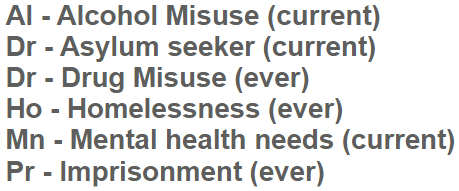 Al - Alcohol Misuse (current)
Dr - Asylum seeker (current)
Dr - Drug Misuse (ever)
Ho - Homelessness (ever)
Mn - Mental health needs (current)
Pr - Imprisonment (ever)